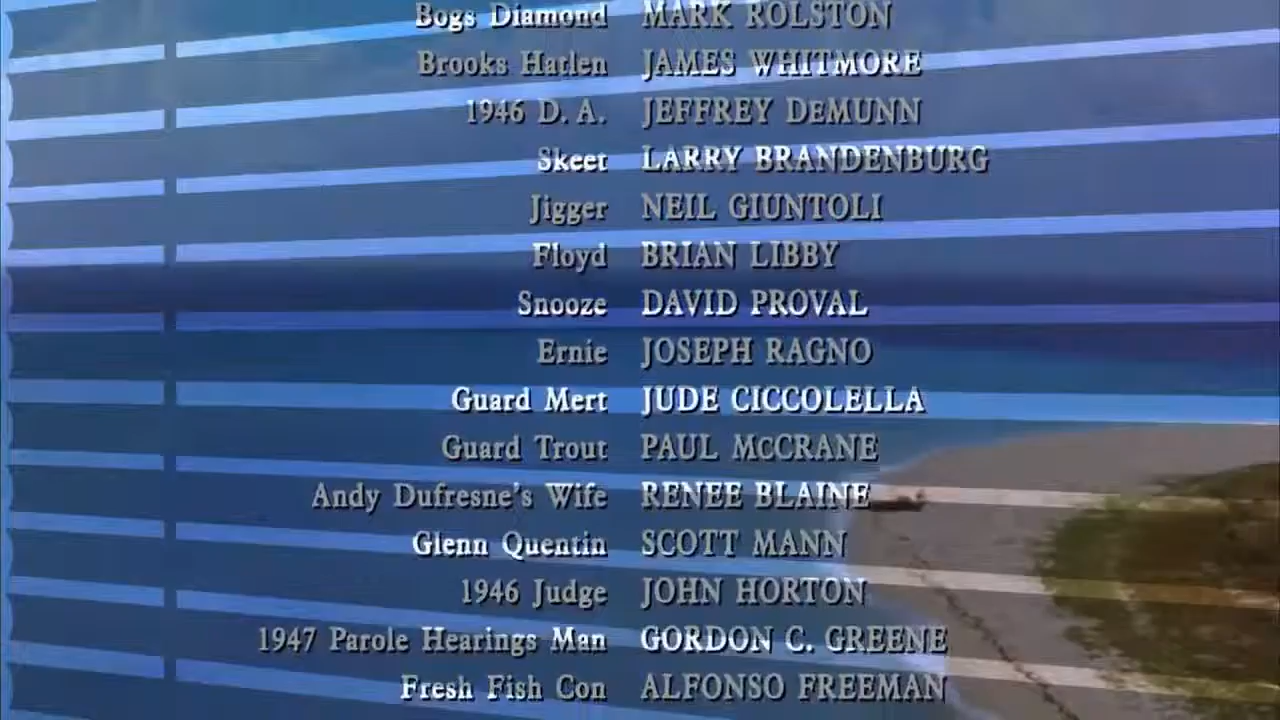 Bogs Diamond MARK ROLSTON
Brooks Hatlen JAMES WHITMORE
1946 D. A. JEFFREY DEMUNN
Skeet LARRY BRANDENBURG
Jigger NEIL GIUNTOLI
Floyd BRIAN LIBBY
Snooze DAVID PROVAL
Ernie JOSEPH RAGNO
Guard Mert JUDE CICCOLELLA
Guard Trout PAUL MCCRANE
Andy Dufresne's Wife RENEE BLAINE
Glenn Quentin SCOTT MANN
1946 Judge JOHN HORTON
1947 Parole Hearings Man GORDON C. GREENE
Fresh Fish Con ALFONSO FREEMAN